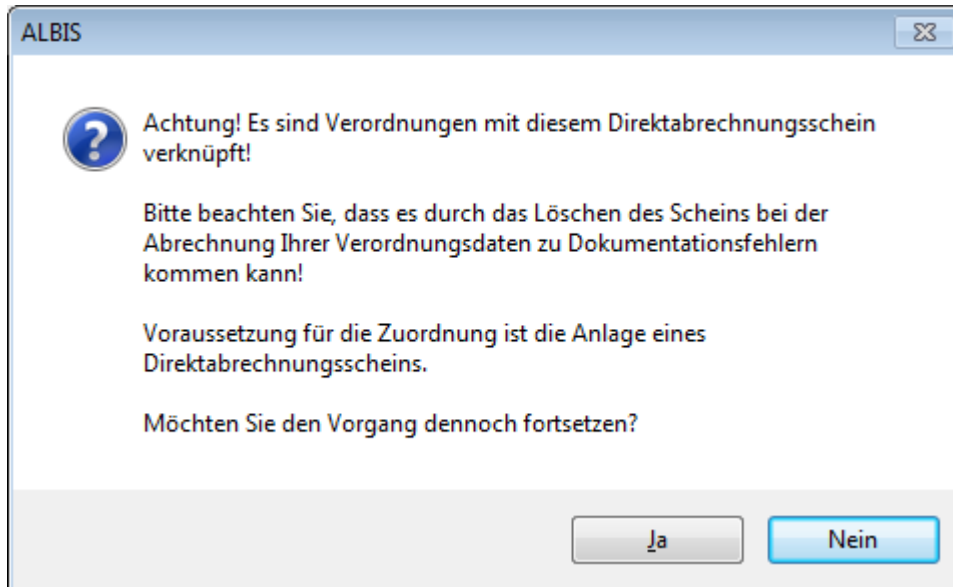 ALBIS
Achtung! Es sind Verordnungen mit diesem Direktabrechnungsschein
verknüpft!
Bitte beachten Sie, dass es durch das Löschen des Scheins bei der
Abrechnung Ihrer Verordnungsdaten zu Dokumentationsfehlern
kommen kann!
Voraussetzung für die Zuordnung ist die Anlage eines
Direktabrechnungsscheins.
Möchten Sie den Vorgang dennoch fortsetzen?
Ja
Nein